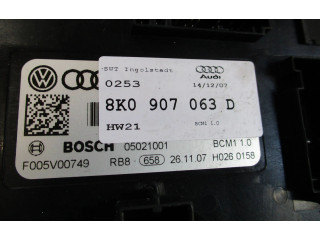 EWT Ingolstadt
Audi
0253
14/12/07
8K0 907 063 D
HW21
BCM1 1.0
BOSCH 05021001
BCM1 1.0
F005V00749
RB8 - 658 26.11.07 H026 0158